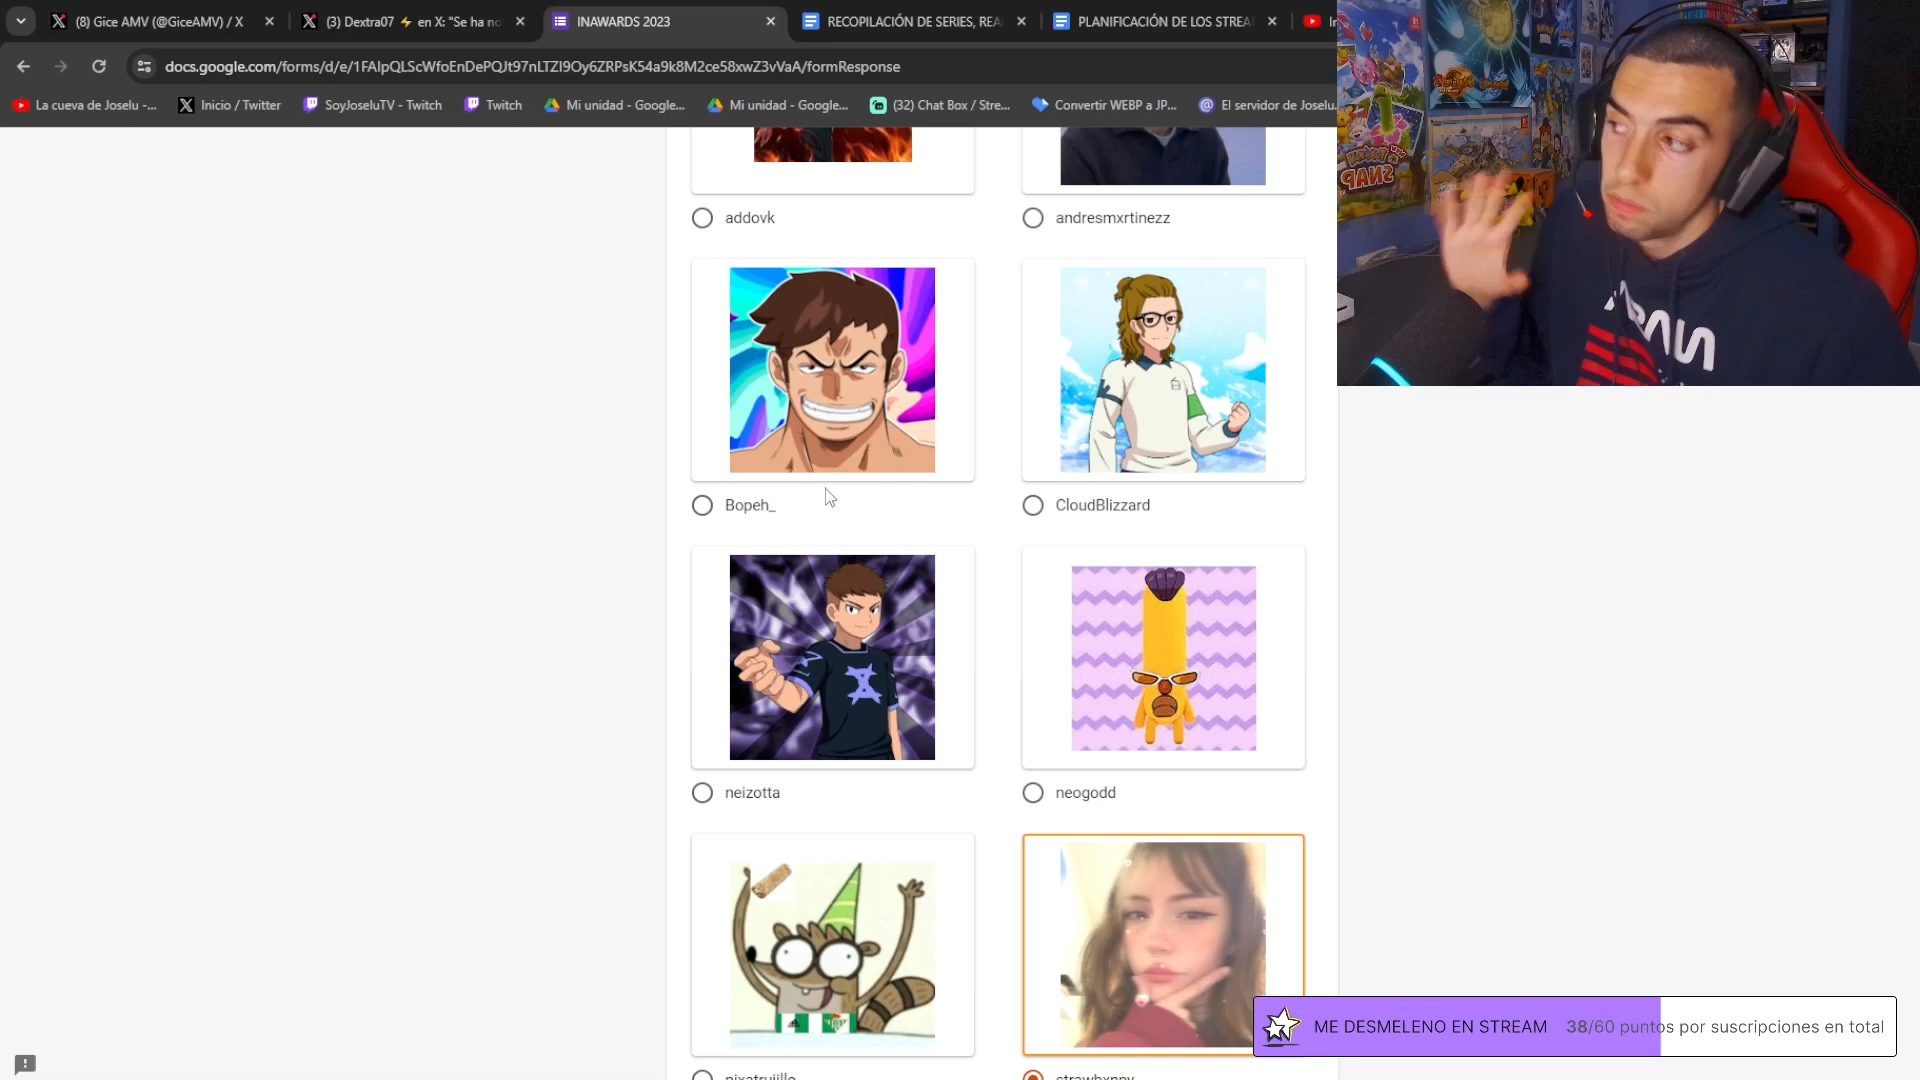 (8) Gice AMV (@GiceAMV) / X
(3) Dextra07 ⚡ en X: "Se ha no
INAWARDS 2023
RECOPILACIÓN DE SERIES, REA
PLANIFICACIÓN DE LOS STREA
docs.google.com/forms/d/e/1FAIpQLScWfoEnDePQJt97nLTZI9Oy6ZRPsK54a9k8M2ce58xwZ3vVaA/formResponse
La cueva de Joselu -...
Inicio / Twitter
SoyJoseluTV - Twitch
Twitch
Mi unidad - Google...
Mi unidad - Google...
(32) Chat Box / Stre...
Convertir WEBP a JP...
El servidor de Joselu
addovk
andresmxrtinezz
Bopeh_
CloudBlizzard
neizotta
neogodd
strawbxnny
ME DESMELENO EN STREAM 38/60 puntos por suscripciones en total